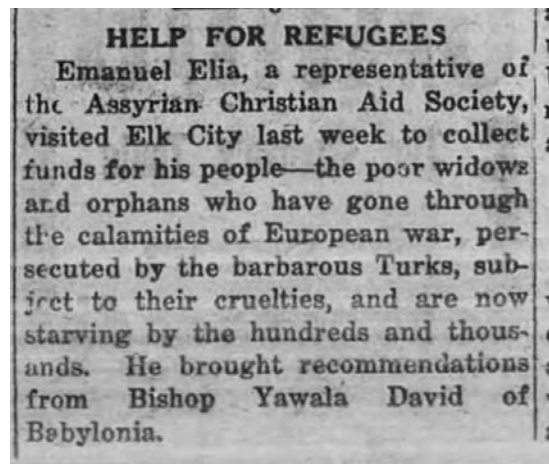 HELP FOR REFUGEES
Emanuel Elia, a representative of
the Assyrian Christian Aid Society,
visited Elk City last week to collect
funds for his people—the poor widows
and orphans who have gone through
the calamities of European war, per-
secuted by the barbarous Turks, sub-
ject to their cruelties, and are now
starving by the hundreds and thous-
ands. He brought recommendations
from Bishop Yawala David of
Babylonia.